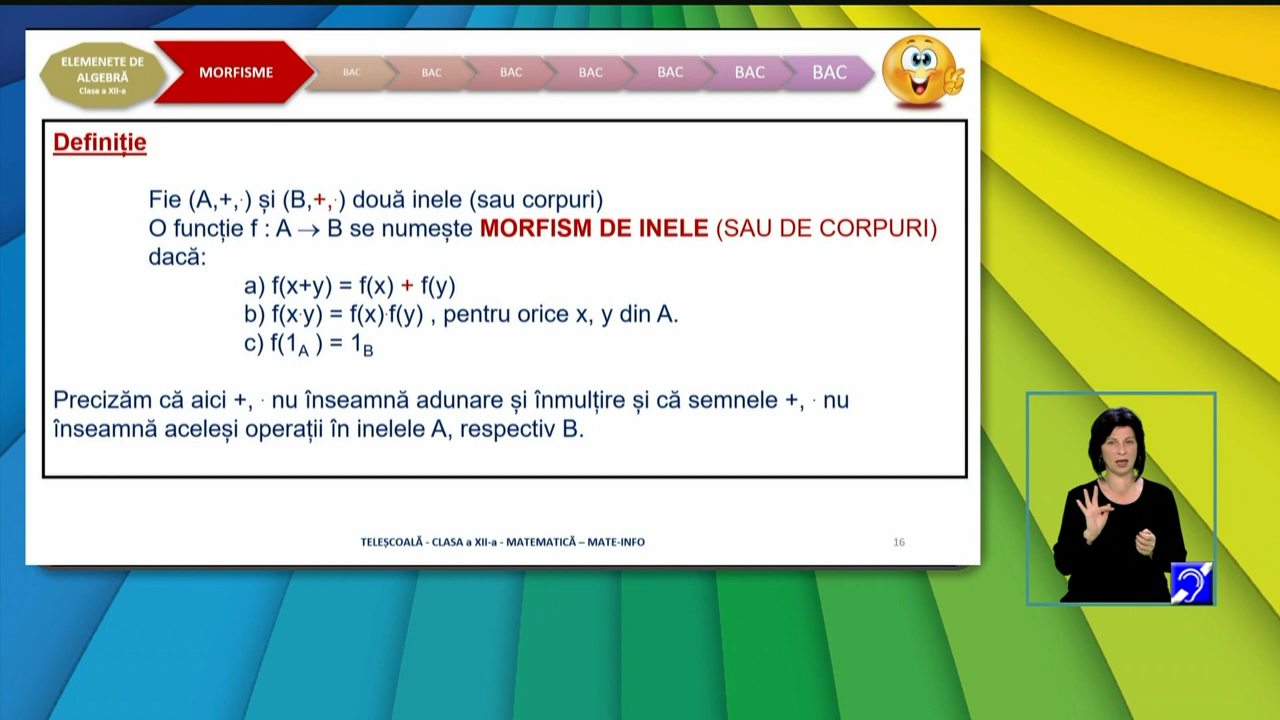 ELEMENETE DE
ALGEBRĂ
Clasa a XII-a
MORFISME
BAC
BAC
BAC
BAC
BAC
BAC
BAC
Definiție
Fie (A,+,·) și (B,+,·) două inele (sau corpuri)
O funcție f : A → B se numește MORFISM DE INELE (SAU DE CORPURI)
dacă:
a) f(x+y) = f(x) + f(y)
b) f(x·y) = f(x)·f(y) , pentru orice x, y din A.
c) f(1A ) = 1B
Precizăm că aici +, · nu înseamnă adunare și înmulțire și că semnele +, · nu
înseamnă aceleși operații în inelele A, respectiv B.
TELEȘCOALĂ - CLASA a XII-a - MATEMATICĂ – MATE-INFO
16